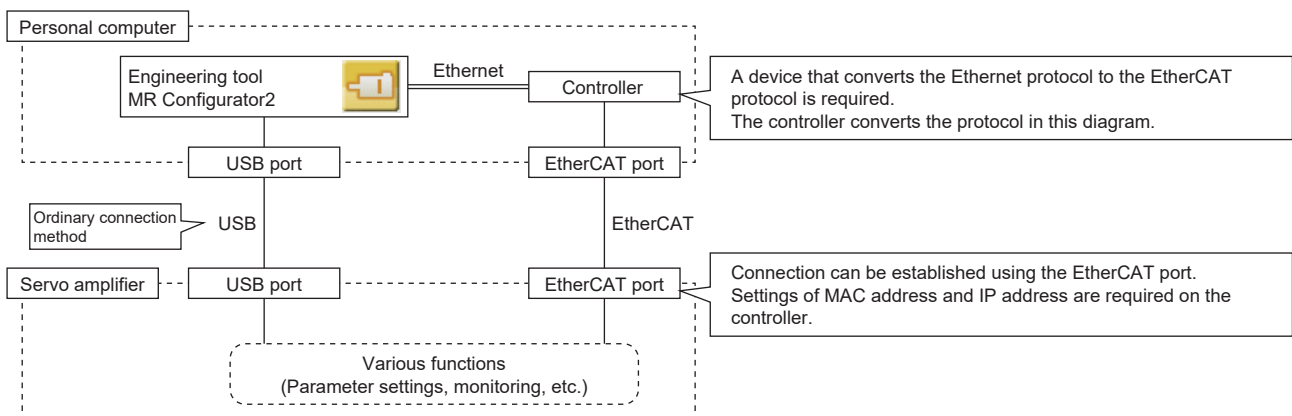 Personal computer
Engineering tool
MR Configurator2
Ethernet
Controller
A device that converts the Ethernet protocol to the EtherCAT
protocol is required.
The controller converts the protocol in this diagram.
USB port
EtherCAT port
Ordinary connection
method
USB
EtherCAT
Servo amplifier
USB port
EtherCAT port
Connection can be established using the EtherCAT port.
Settings of MAC address and IP address are required on the
controller.
Various functions
(Parameter settings, monitoring, etc.)